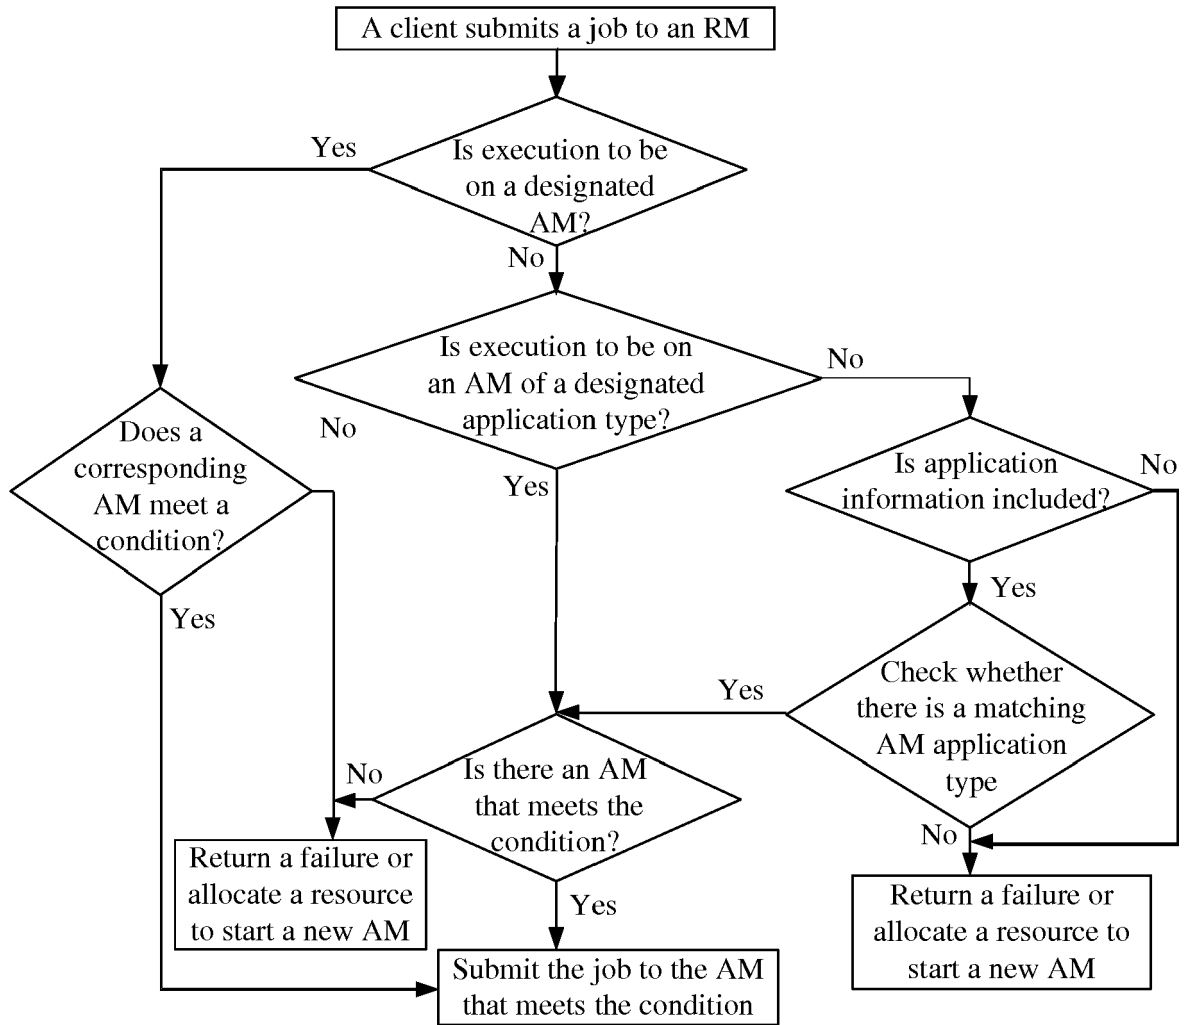 A client submits a job to an RM
Yes
Is execution to be
on a designated
AM?
No
Is execution to be on
an AM of a designated
application type?
No
No
Yes
Does a
corresponding
AM meet a
condition?
Yes
Is application
information included?
No
Yes
Check whether
there is a matching
AM application
type
Yes
No
Is there an AM
that meets the
condition?
No
Yes
Return a failure or
allocate a resource
to start a new AM
Return a failure or
allocate a resource to
start a new AM
Submit the job to the AM
that meets the condition